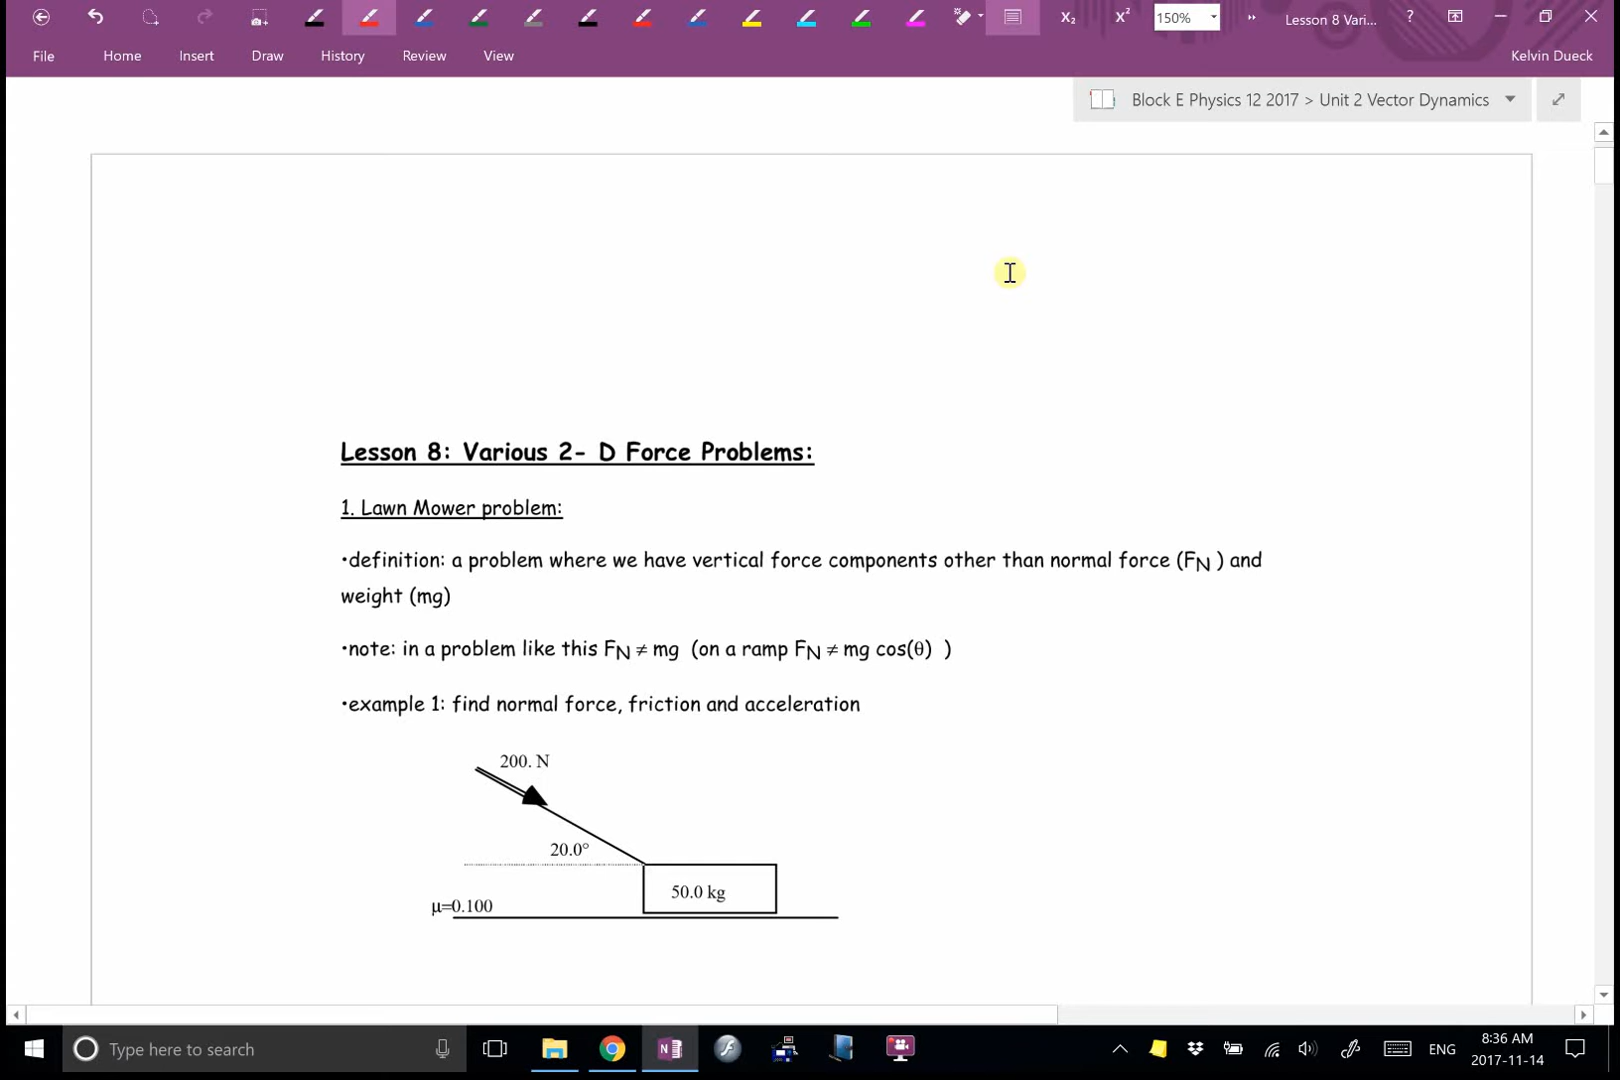 150%
Lesson 8 Vari...
?
File
Home
Insert
Draw
History
Review
View
Kelvin Dueck
Block E Physics 12 2017 > Unit 2 Vector Dynamics
Lesson 8: Various 2- D Force Problems:
1. Lawn Mower problem:
•definition: a problem where we have vertical force components other than normal force (FN ) and
weight (mg)
•note: in a problem like this FN ≠ mg (on a ramp FN ≠ mg cos(θ) )
•example 1: find normal force, friction and acceleration
200. N
20.0°
50.0 kg
μ=0.100
Type here to search
ENG
8:36 AM
2017-11-14